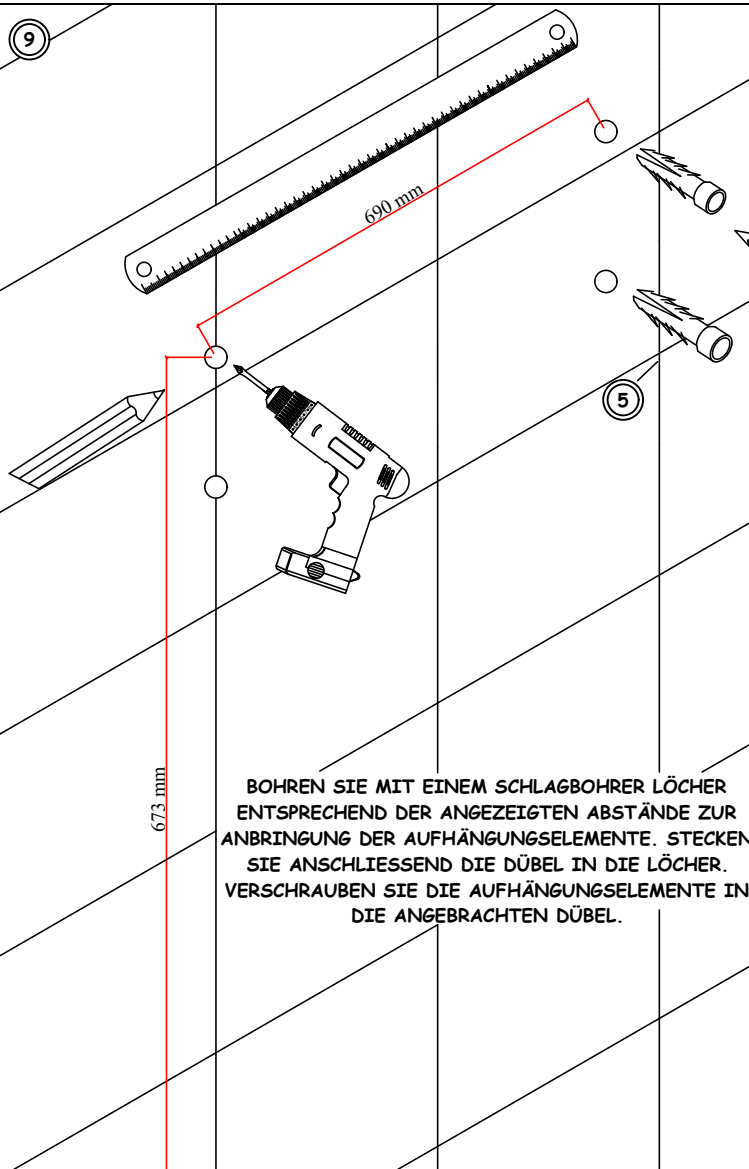 9
690 mm
5
673 mm
BOHREN SIE MIT EINEM SCHLAGBOHRER LÖCHER
ENTSPRECHEND DER ANGEZEIGTEN ABSTÄNDE ZUR
ANBRINGUNG DER AUFHÄNGUNGSELEMENTE. STECKEN
SIE ANSCHLIESSEND DIE DÜBEL IN DIE LÖCHER.
VERSCHRAUBEN SIE DIE AUFHÄNGUNGSELEMENTE IN
DIE ANGEBRACHTEN DÜBEL.